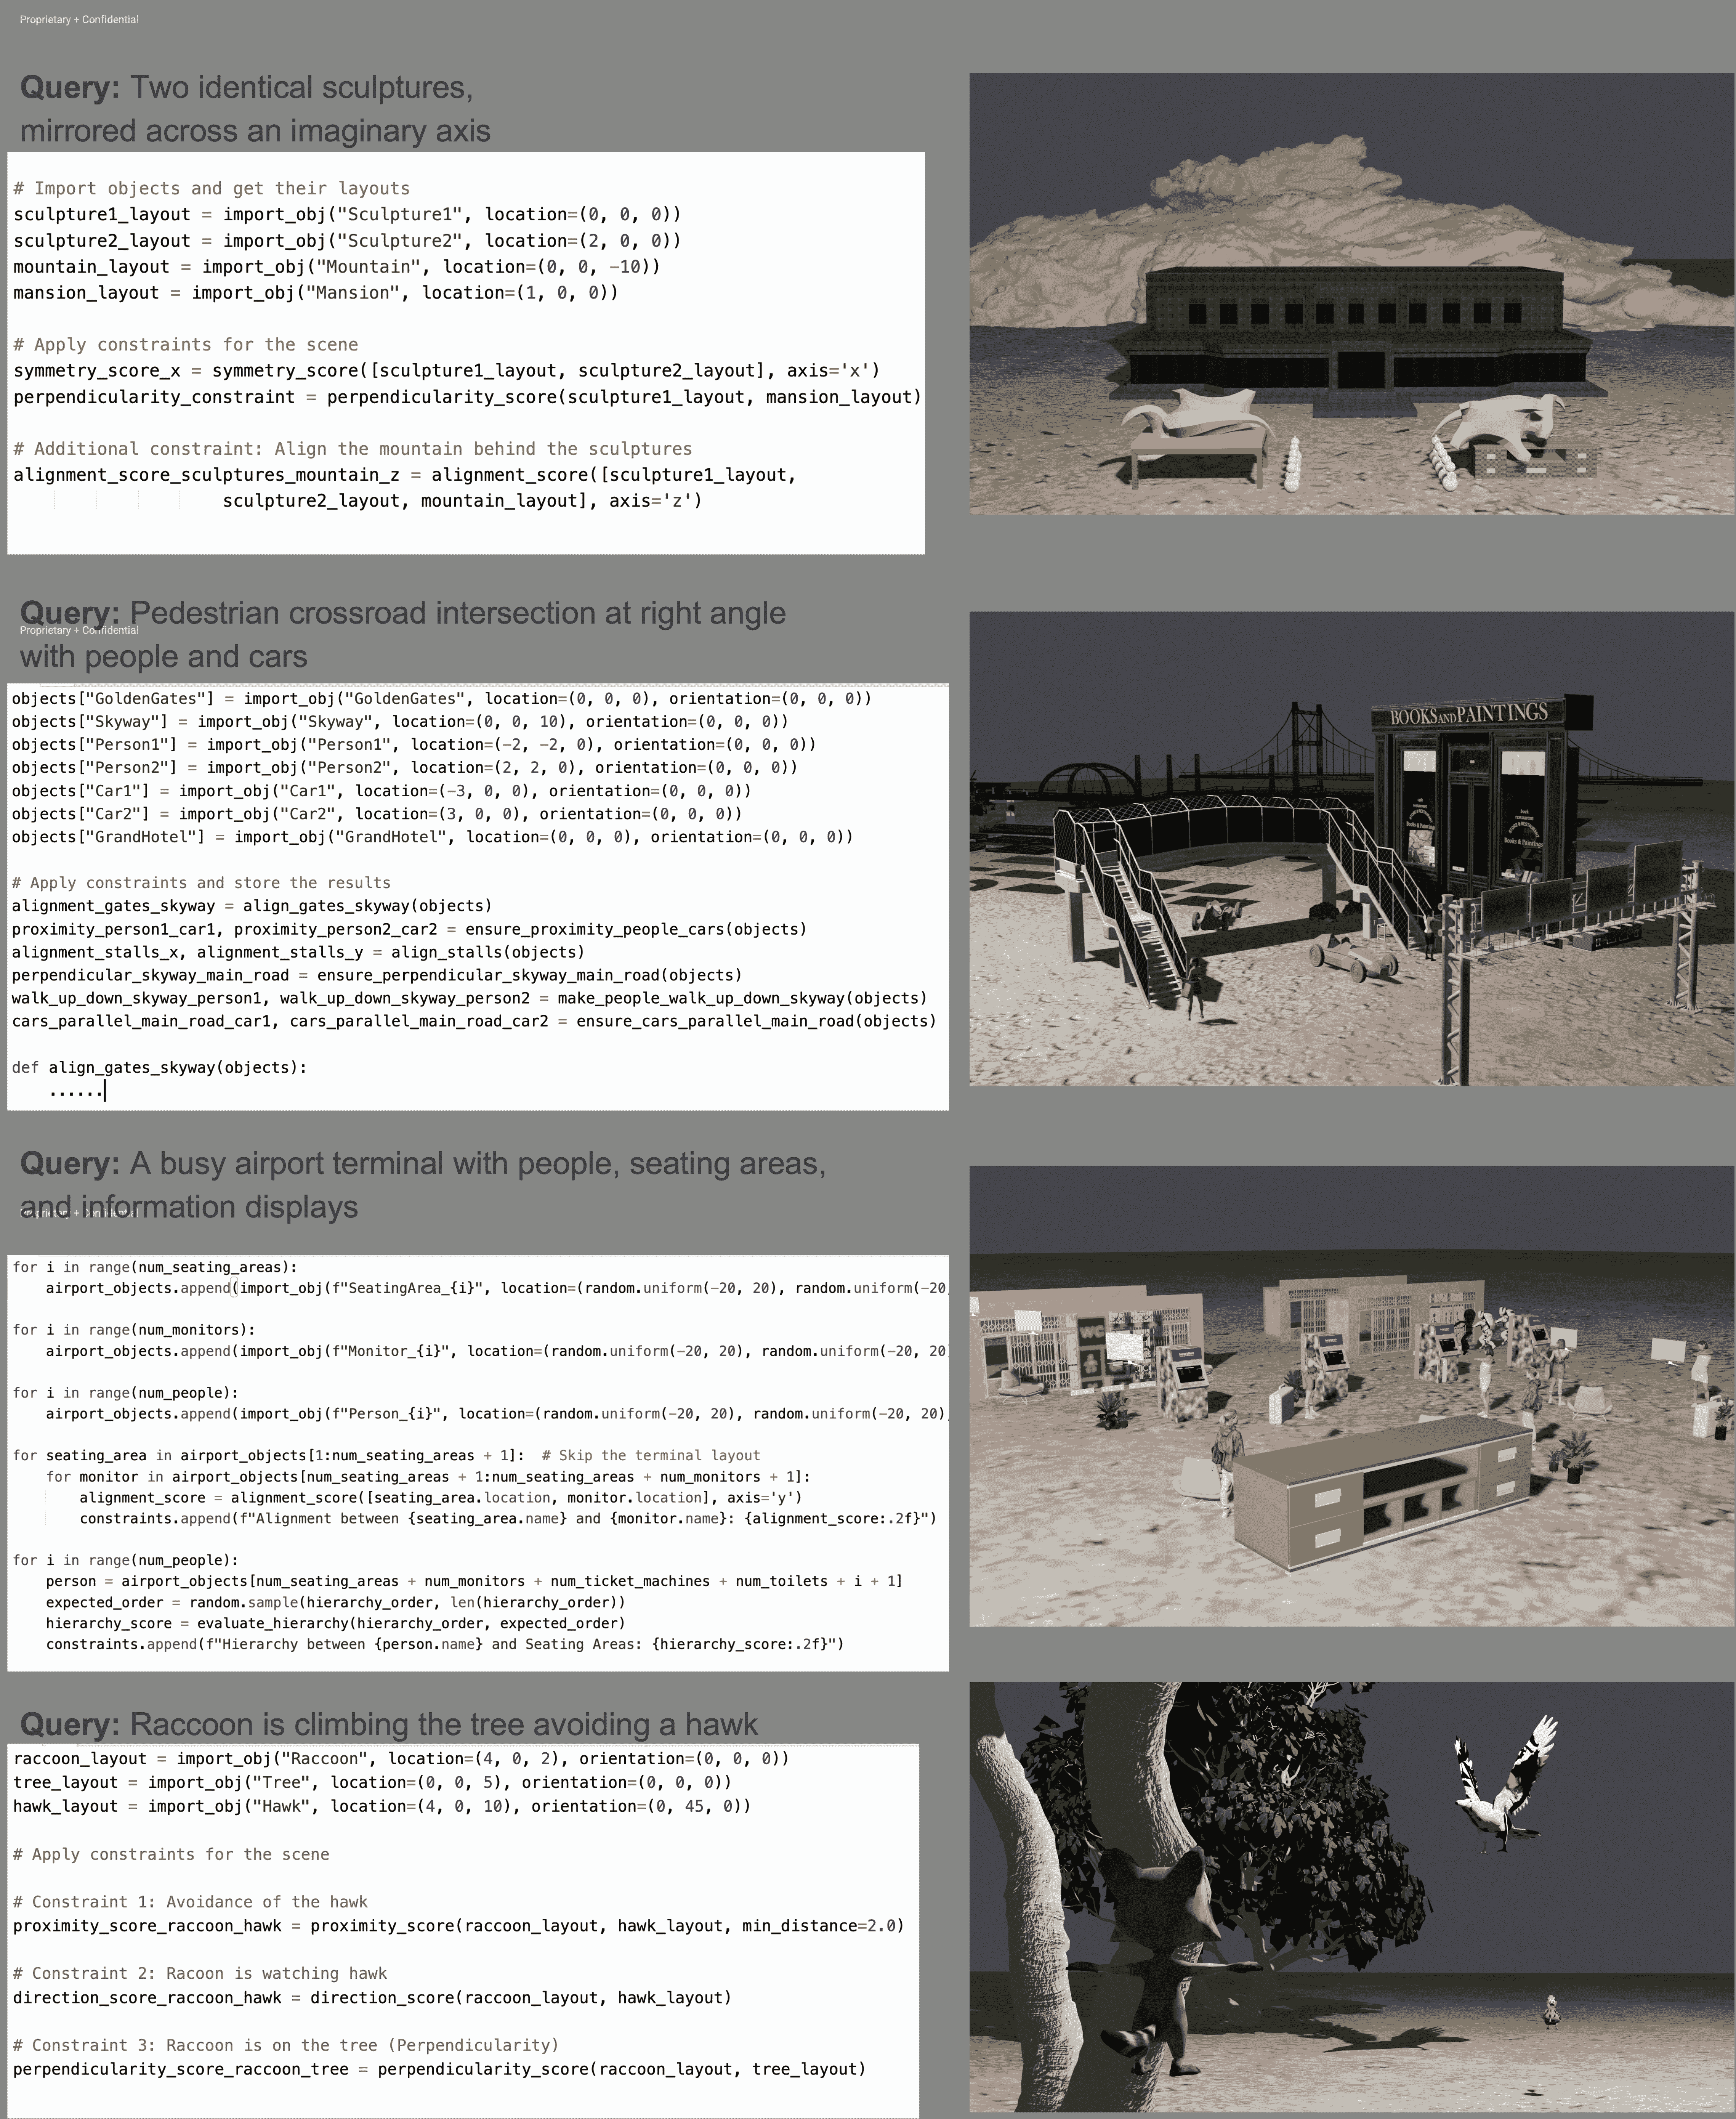 Proprietary + Confidential
Query: Two identical sculptures,
mirrored across an imaginary axis
# Import objects and get their layouts
sculpture1_layout = import_obj("Sculpture1", location=(0, 0, 0))
sculpture2_layout = import_obj("Sculpture2", location=(2, 0, 0))
mountain_layout = import_obj("Mountain", location=(0, 0, -10))
mansion_layout = import_obj("Mansion", location=(1, 0, 0))
# Apply constraints for the scene
symmetry_score_x = symmetry_score([sculpture1_layout, sculpture2_layout], axis='x')
perpendicularity_constraint = perpendicularity_score(sculpture1_layout, mansion_layout)
# Additional constraint: Align the mountain behind the sculptures
alignment_score_sculptures_mountain_z = alignment_score([sculpture1_layout,
sculpture2_layout, mountain_layout], axis='z')
Query: Pedestrian crossroad intersection at right angle
Proprietary + Confidential
with people and cars
objects["GoldenGates"] = import_obj("GoldenGates", location=(0, 0, 0), orientation=(0, 0, 0))
objects["Skyway"] = import_obj("Skyway", location=(0, 0, 10), orientation=(0, 0, 0))
objects["Person1"] = import_obj("Person1", location=(-2, -2, 0), orientation=(0, 0, 0))
objects["Person2"] = import_obj("Person2", location=(2, 2, 0), orientation=(0, 0, 0))
objects["Car1"] = import_obj("Car1", location=(-3, 0, 0), orientation=(0, 0, 0))
objects["Car2"] = import_obj("Car2", location=(3, 0, 0), orientation=(0, 0, 0))
objects["GrandHotel"] = import_obj("GrandHotel", location=(0, 0, 0), orientation=(0, 0, 0))
# Apply constraints and store the results
alignment_gates_skyway = align_gates_skyway(objects)
proximity_person1_car1, proximity_person2_car2 = ensure_proximity_people_cars(objects)
alignment_stalls_x, alignment_stalls_y = align_stalls(objects)
perpendicular_skyway_main_road = ensure_perpendicular_skyway_main_road(objects)
walk_up_down_skyway_person1, walk_up_down_skyway_person2 = make_people_walk_up_down_skyway(objects)
cars_parallel_main_road_car1, cars_parallel_main_road_car2 = ensure_cars_parallel_main_road(objects)
def align_gates_skyway(objects):
......
BOOKS AND PAINTINGS
Books & Paintings
Books & Paintings
Query: A busy airport terminal with people, seating areas,
and information displays
Proprietary + Confidential
for i in range(num_seating_areas):
airport_objects.append(import_obj(f"SeatingArea_{i}", location=(random.uniform(-20, 20), random.uniform(-20,
for i in range(num_monitors):
airport_objects.append(import_obj(f"Monitor_{i}", location=(random.uniform(-20, 20), random.uniform(-20, 20
for i in range(num_people):
airport_objects.append(import_obj(f"Person_{i}", location=(random.uniform(-20, 20), random.uniform(-20, 20),
for seating_area in airport_objects[1:num_seating_areas + 1]:  # Skip the terminal layout
for monitor in airport_objects[num_seating_areas + 1:num_seating_areas + num_monitors + 1]:
alignment_score = alignment_score([seating_area.location, monitor.location], axis='y')
constraints.append(f"Alignment between {seating_area.name} and {monitor.name}: {alignment_score:.2f}")
for i in range(num_people):
person = airport_objects[num_seating_areas + num_monitors + num_ticket_machines + num_toilets + i + 1]
expected_order = random.sample(hierarchy_order, len(hierarchy_order))
hierarchy_score = evaluate_hierarchy(hierarchy_order, expected_order)
constraints.append(f"Hierarchy between {person.name} and Seating Areas: {hierarchy_score:.2f}")
WC
Query: Raccoon is climbing the tree avoiding a hawk
raccoon_layout = import_obj("Raccoon", location=(4, 0, 2), orientation=(0, 0, 0))
tree_layout = import_obj("Tree", location=(0, 0, 5), orientation=(0, 0, 0))
hawk_layout = import_obj("Hawk", location=(4, 0, 10), orientation=(0, 45, 0))
# Apply constraints for the scene
# Constraint 1: Avoidance of the hawk
proximity_score_raccoon_hawk = proximity_score(raccoon_layout, hawk_layout, min_distance=2.0)
# Constraint 2: Racoon is watching hawk
direction_score_raccoon_hawk = direction_score(raccoon_layout, hawk_layout)
# Constraint 3: Raccoon is on the tree (Perpendicularity)
perpendicularity_score_raccoon_tree = perpendicularity_score(raccoon_layout, tree_layout)